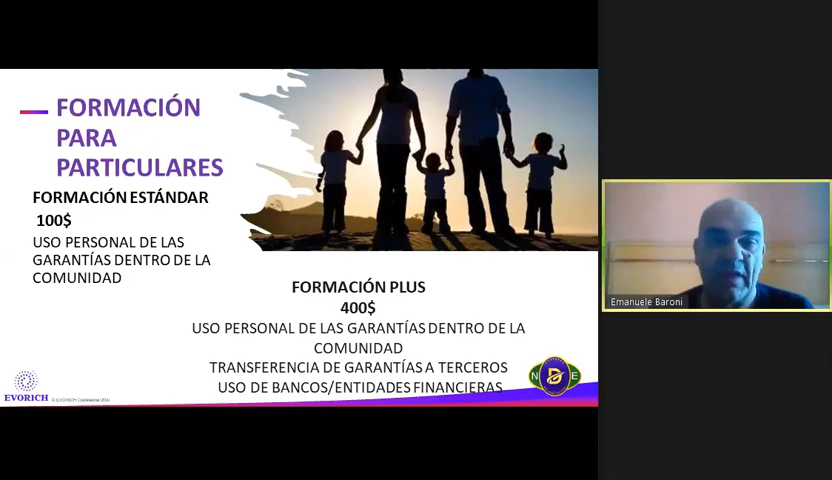 FORMACIÓN
PARA
PARTICULARES
FORMACIÓN ESTÁNDAR
100$
USO PERSONAL DE LAS
GARANTÍAS DENTRO DE LA
COMUNIDAD
FORMACIÓN PLUS
400$
USO PERSONAL DE LAS GARANTÍAS DENTRO DE LA
COMUNIDAD
TRANSFERENCIA DE GARANTÍAS A TERCEROS
USO DE BANCOS/ENTIDADES FINANCIERAS
N D E
EVORICH
© EVORICH Confidential
Emanuele Baroni